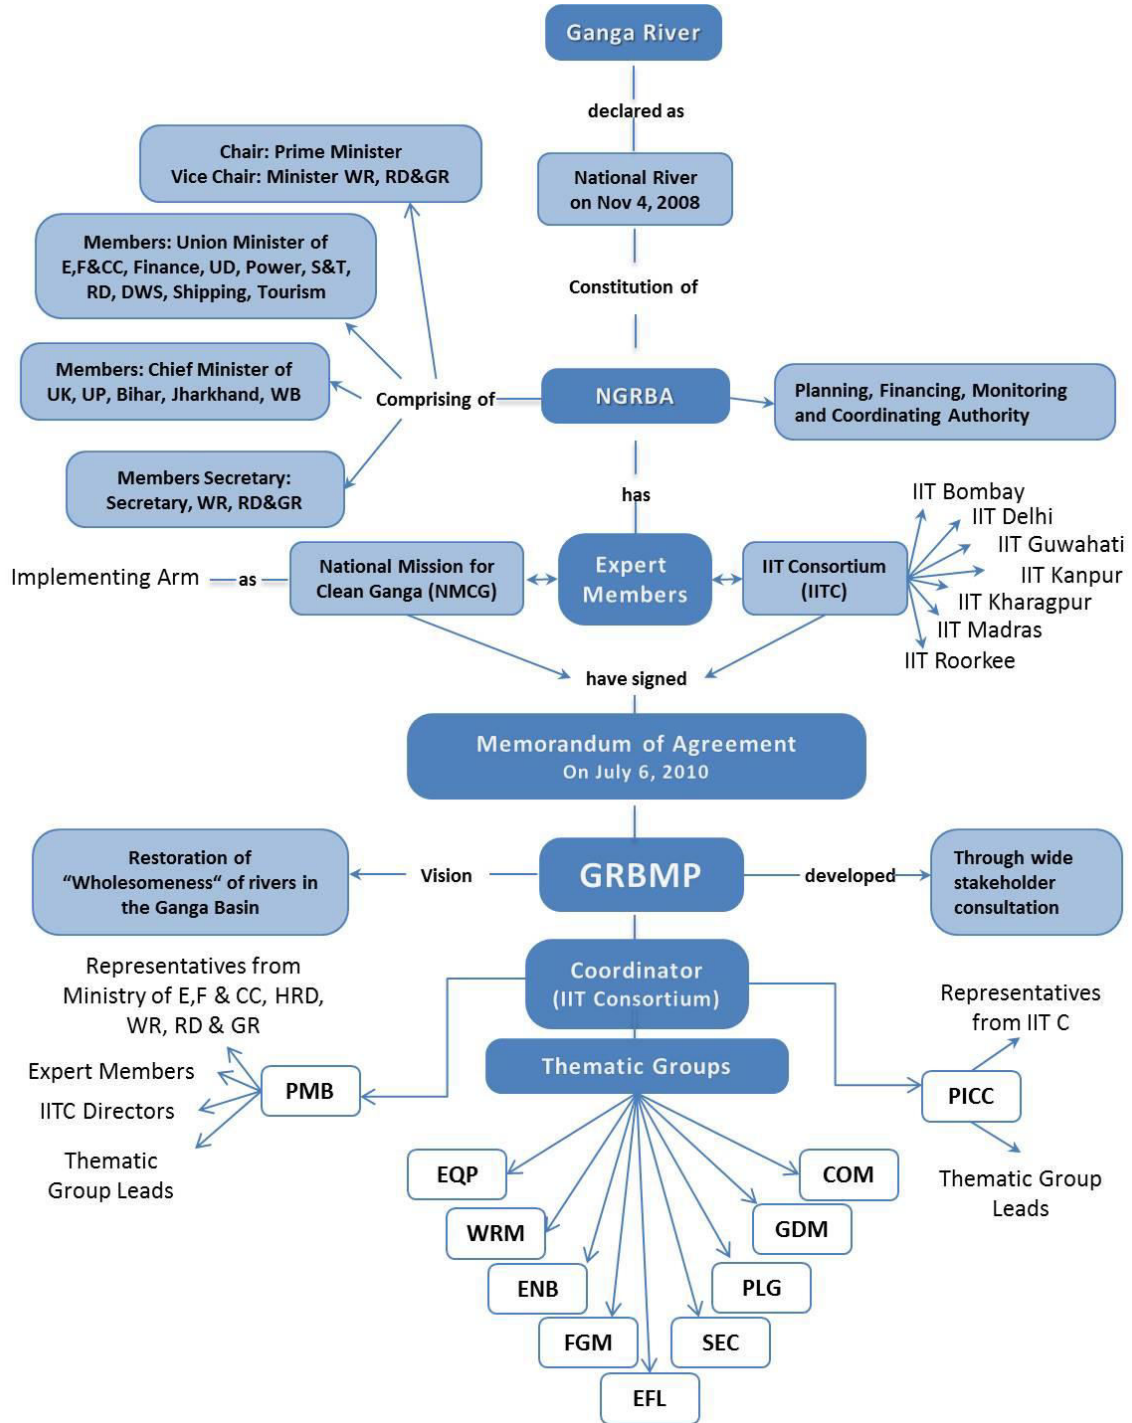 Ganga River
declared as
National River
on Nov 4, 2008
Constitution of
Chair: Prime Minister
Vice Chair: Minister WR, RD&GR
Members: Union Minister of
E,F&CC, Finance, UD, Power, S&T,
RD, DWS, Shipping, Tourism
Members: Chief Minister of
UK, UP, Bihar, Jharkhand, WB
Members Secretary:
Secretary, WR, RD&GR
Comprising of
NGRBA
Planning, Financing, Monitoring
and Coordinating Authority
has
Implementing Arm
as
National Mission for
Clean Ganga (NMCG)
Expert
Members
IIT Consortium
(IITC)
IIT Bombay
IIT Delhi
IIT Guwahati
IIT Kanpur
IIT Kharagpur
IIT Madras
IIT Roorkee
have signed
Memorandum of Agreement
On July 6, 2010
Restoration of
“Wholesomeness“ of rivers in
the Ganga Basin
Vision
GRBMP
developed
Through wide
stakeholder
consultation
Coordinator
(IIT Consortium)
Thematic Groups
Representatives from
Ministry of E,F & CC, HRD,
WR, RD & GR
Expert Members
IITC Directors
Thematic
Group Leads
PMB
Representatives
from IIT C
PICC
Thematic Group
Leads
EQP
WRM
ENB
FGM
EFL
SEC
PLG
GDM
COM